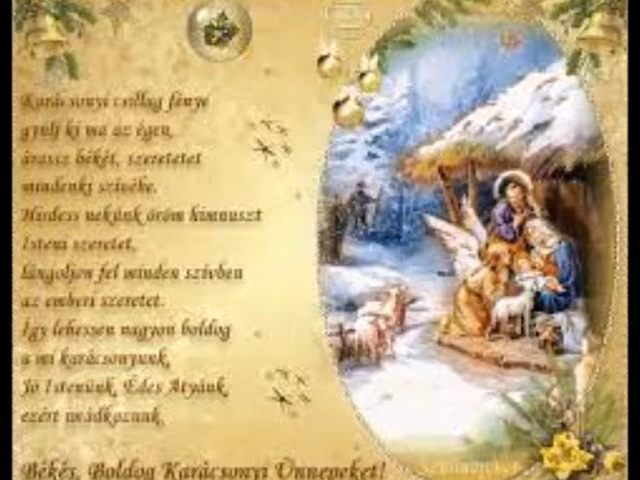 Karácsonyi csillag fénye
gyúlj ki ma az égen,
árassz békét, szeretetet
mindenki szívébe.
Hirdess nekünk öröm himnuszt
Isteni szeretet,
lángoljon fel minden szívben
az emberi szeretet.
Így lehessen nagyon boldog
a mi karácsonyunk,
Jó Istenünk, Édes Atyánk,
ezért imádkozunk.
Békés, Boldog Karácsonyi Ünnepeket!